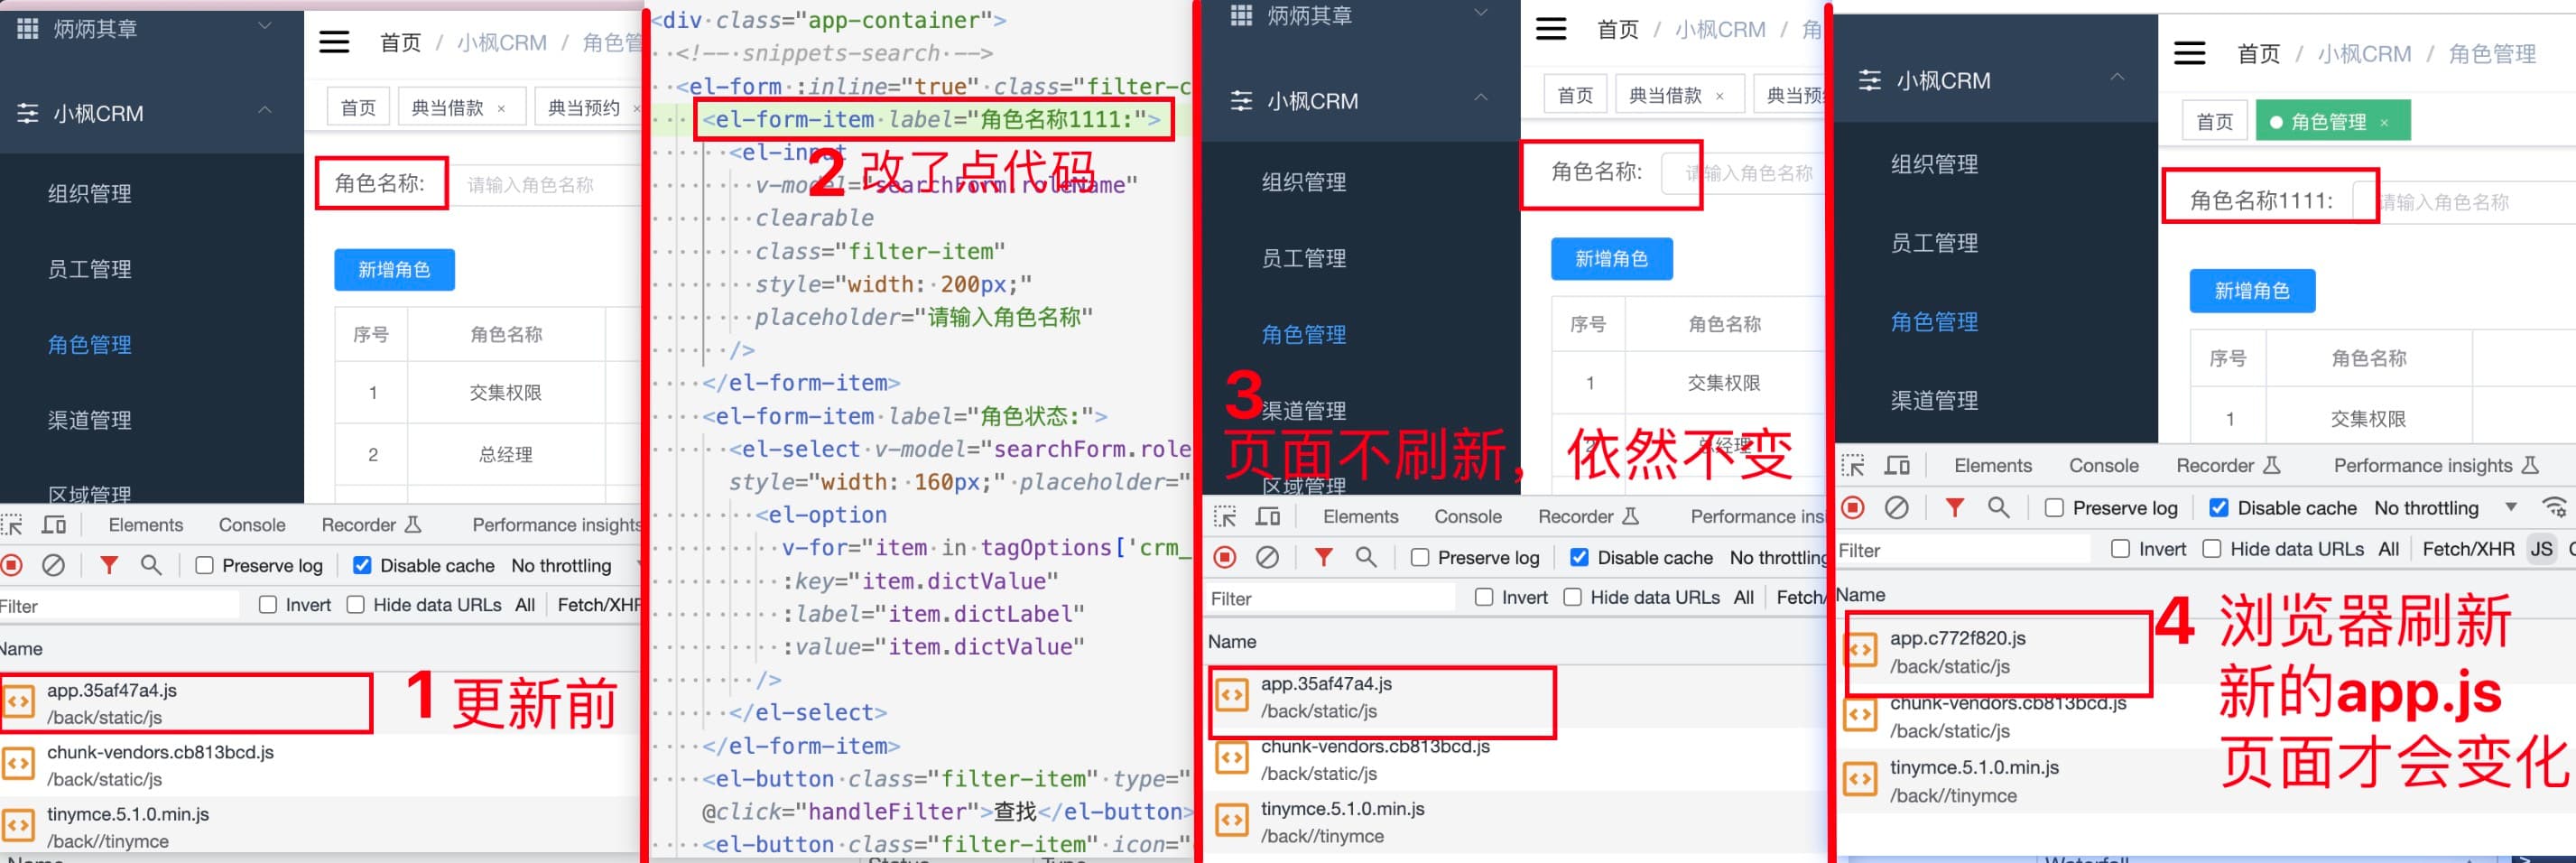 炳炳其章
小枫CRM
组织管理
员工管理
角色管理
渠道管理
区域管理
首页 / 小枫CRM / 角色管
首页
典当借款 ×
典当预约 ×
角色名称:
请输入角色名称
新增角色
序号 角色名称
1 交集权限
2 总经理
Elements Console Recorder Performance insights
Preserve log Disable cache No throttling
Filter Invert Hide data URLs All Fetch/XHR
Name
app.35af47a4.js
/back/static/js
chunk-vendors.cb813bcd.js
/back/static/js
tinymce.5.1.0.min.js
/back//tinymce
1 更新前
<div class="app-container">
<!-- snippets-search -->
<el-form :inline="true" class="filter-c
<el-form-item label="角色名称1111:">
<el-input
v-model="searchForm.roleName"
clearable
class="filter-item"
style="width: 200px;"
placeholder="请输入角色名称"
/>
</el-form-item>
<el-form-item label="角色状态:">
<el-select v-model="searchForm.role
style="width: 160px;" placeholder="
<el-option
v-for="item in tagOptions['crm_
:key="item.dictValue"
:label="item.dictLabel"
:value="item.dictValue"
/>
</el-select>
</el-form-item>
<el-button class="filter-item" type="
@click="handleFilter">查找</el-button>
<el-button class="filter-item" icon="
2 改了点代码
炳炳其章
小枫CRM
组织管理
员工管理
角色管理
渠道管理
区域管理
首页 / 小枫CRM / 角
首页
典当借款 ×
典当预
角色名称:
请输入角色名称
新增角色
序号 角色名称
1 交集权限
2 总经理
3
页面不刷新，依然不变
Elements Console Recorder Performance ins
Preserve log Disable cache No throttling
Filter Invert Hide data URLs All Fetch/
Name
app.35af47a4.js
/back/static/js
chunk-vendors.cb813bcd.js
/back/static/js
tinymce.5.1.0.min.js
/back//tinymce
小枫CRM
组织管理
员工管理
角色管理
渠道管理
首页 / 小枫CRM / 角色管理
首页
角色管理 ×
角色名称1111:
请输入角色名称
新增角色
序号 角色名称
1 交集权限
Elements Console Recorder Performance insights
Preserve log Disable cache No throttling
Filter Invert Hide data URLs All Fetch/XHR JS
Name
app.c772f820.js
/back/static/js
chunk-vendors.cb813bcd.js
/back/static/js
tinymce.5.1.0.min.js
/back//tinymce
4 浏览器刷新
新的app.js
页面才会变化